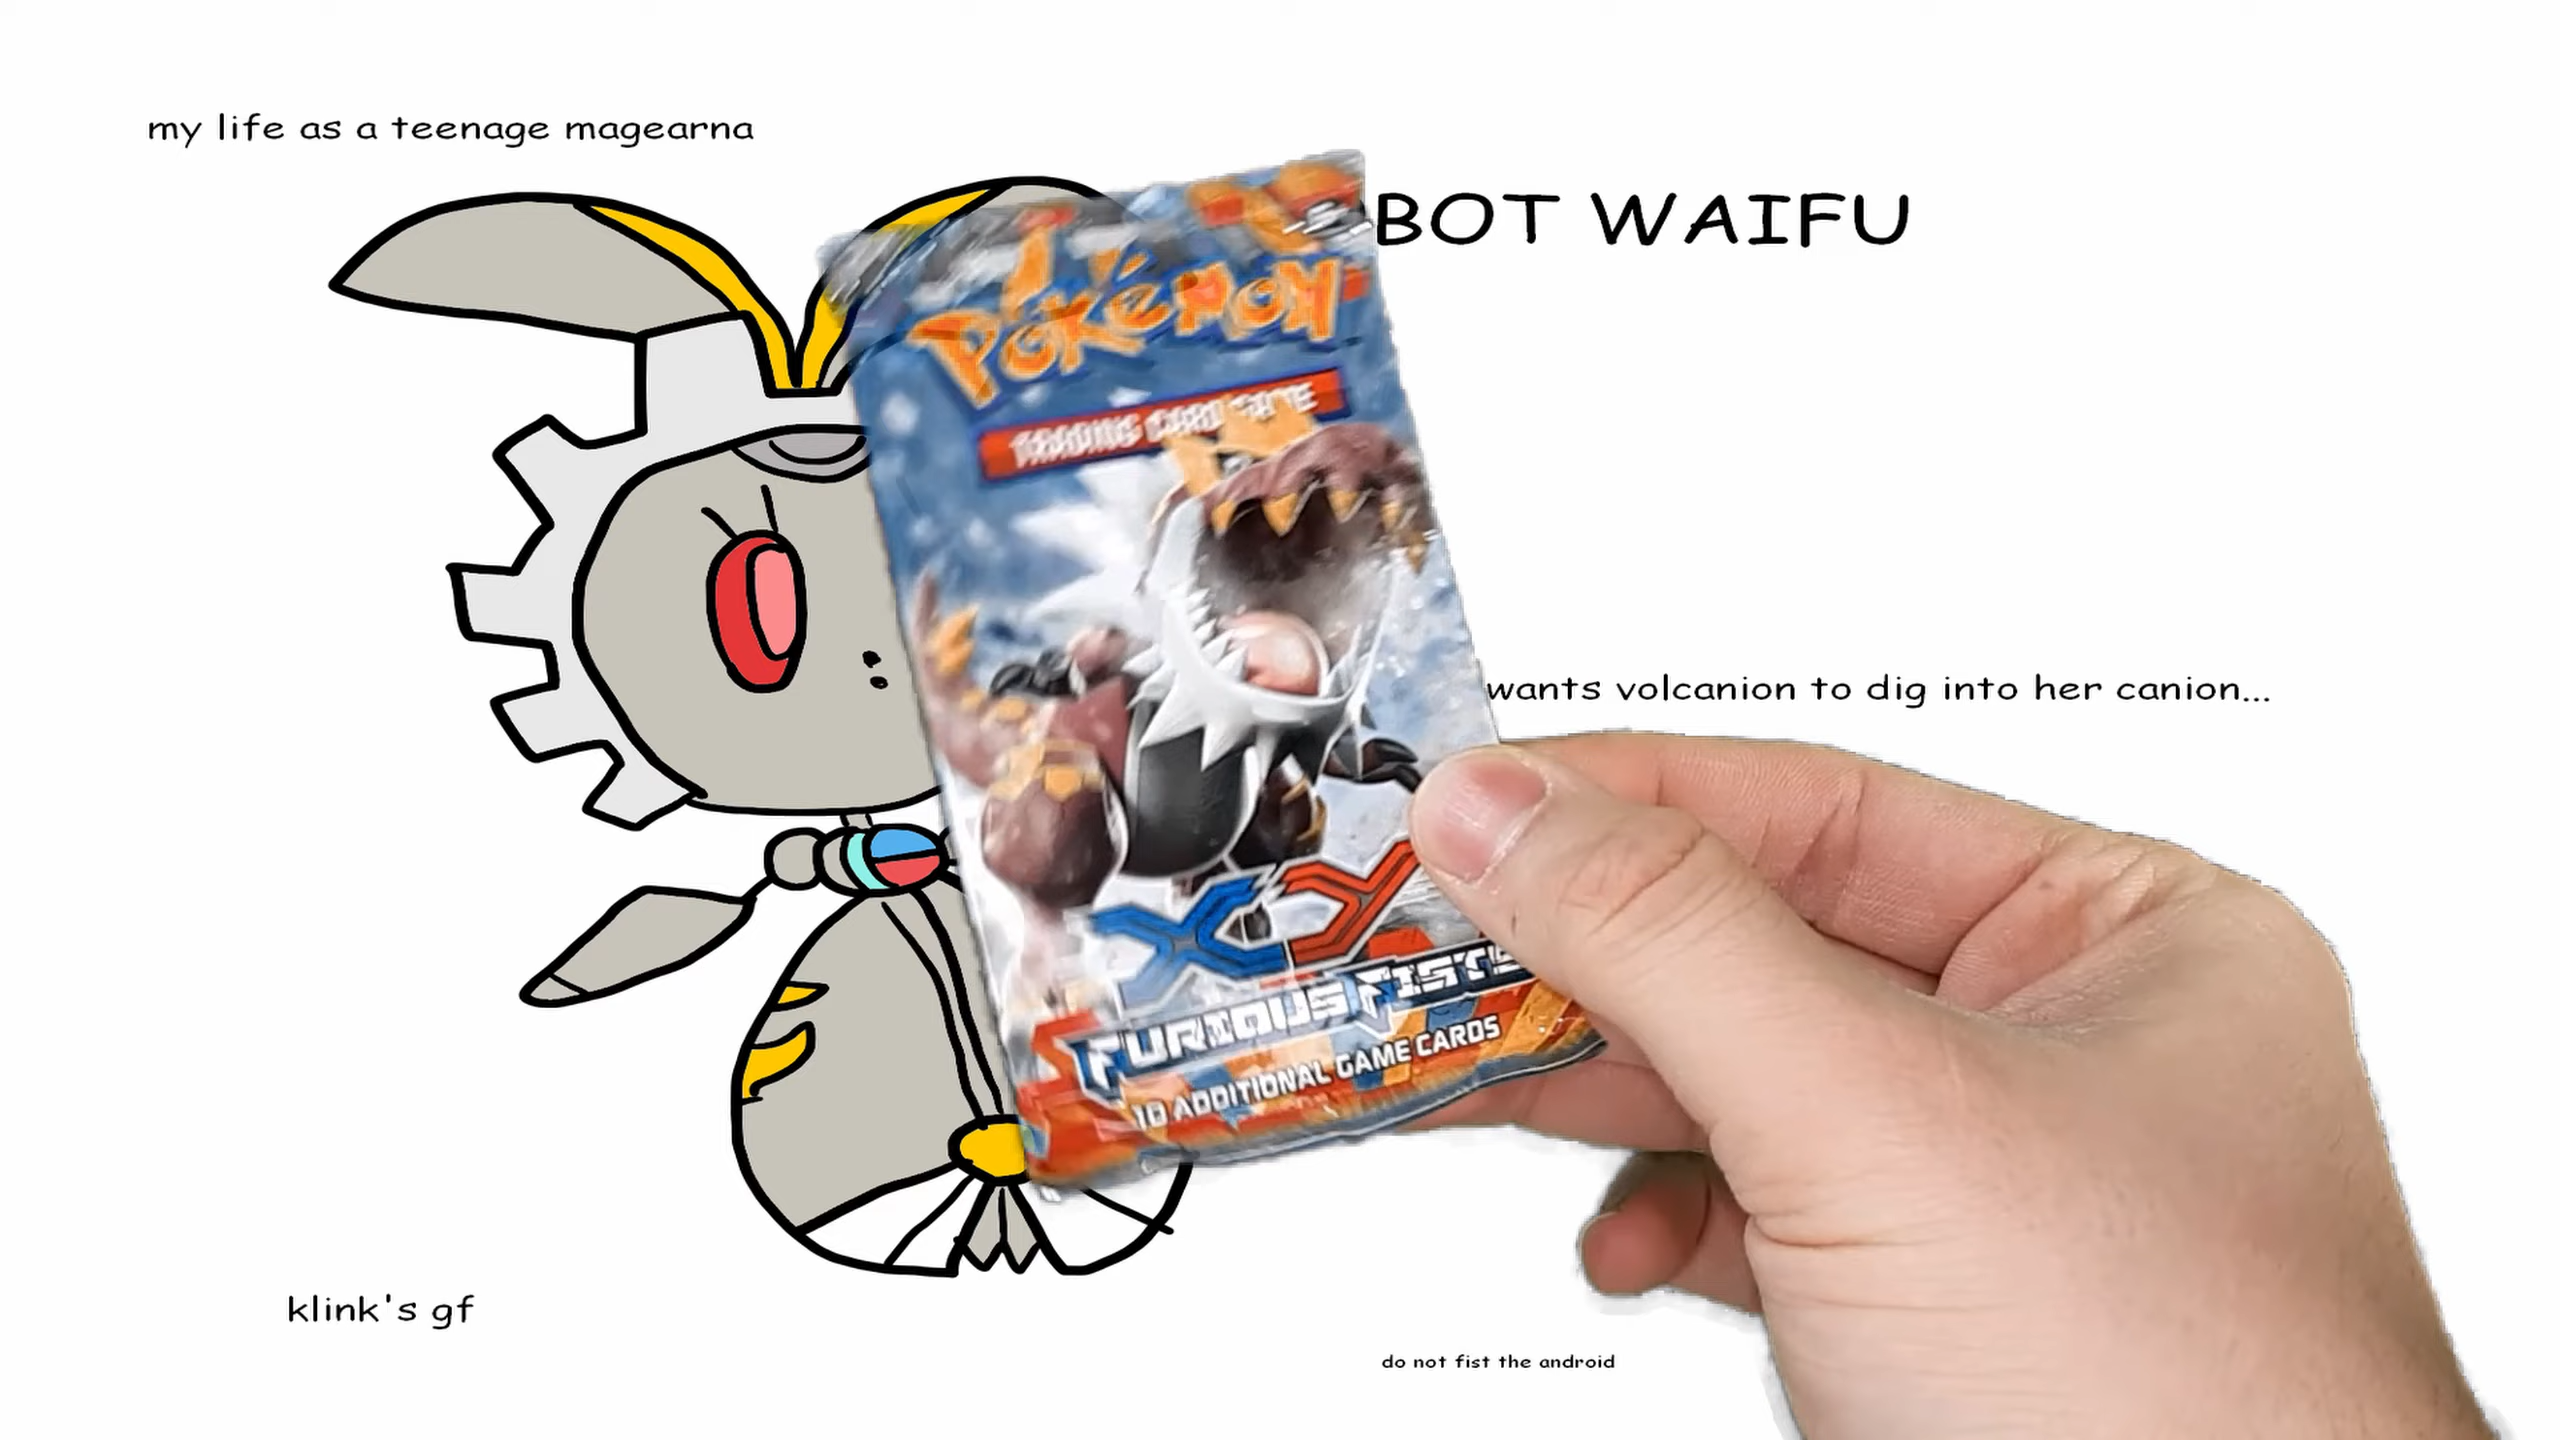 my life as a teenage magearna
BOT WAIFU
POKéMON
TRADING CARD GAME
wants volcanion to dig into her canion...
XY
FURIOUS FISTS
10 ADDITIONAL GAME CARDS
klink's gf
do not fist the android